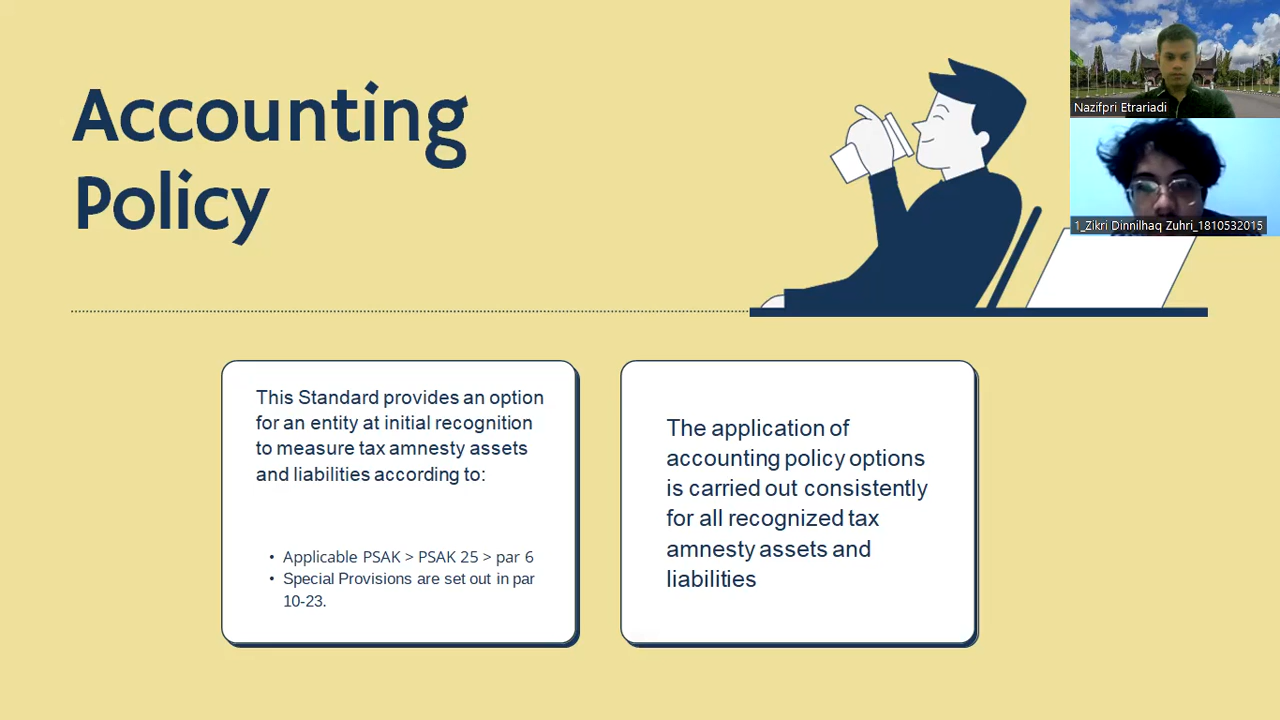 Accounting
Policy
Nazifpri Etrariadi
1_Zikri Dinnilhaq Zuhri_1810532015
This Standard provides an option
for an entity at initial recognition
to measure tax amnesty assets
and liabilities according to:
• Applicable PSAK > PSAK 25 > par 6
• Special Provisions are set out in par
10-23.
The application of
accounting policy options
is carried out consistently
for all recognized tax
amnesty assets and
liabilities